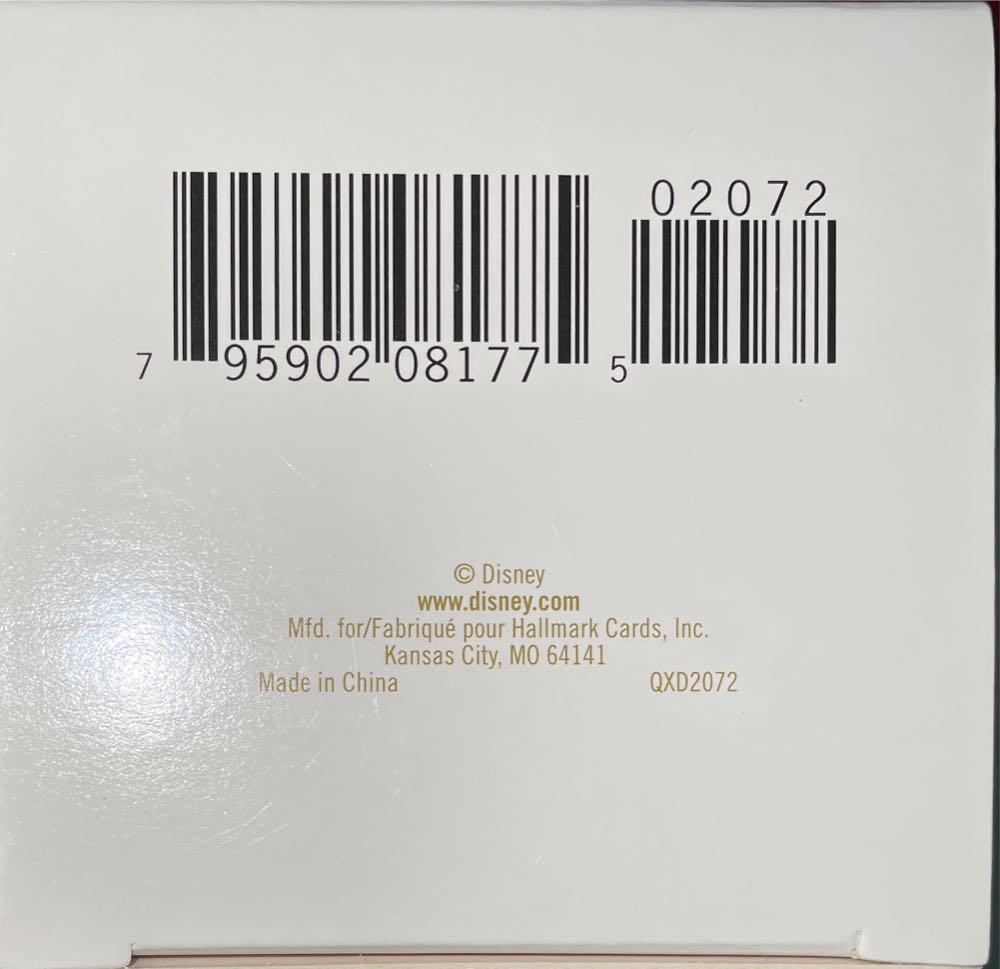 02072
7 95902 08177 5
© Disney
www.disney.com
Mfd. for/Fabriqué pour Hallmark Cards, Inc.
Kansas City, MO 64141
Made in China QXD2072